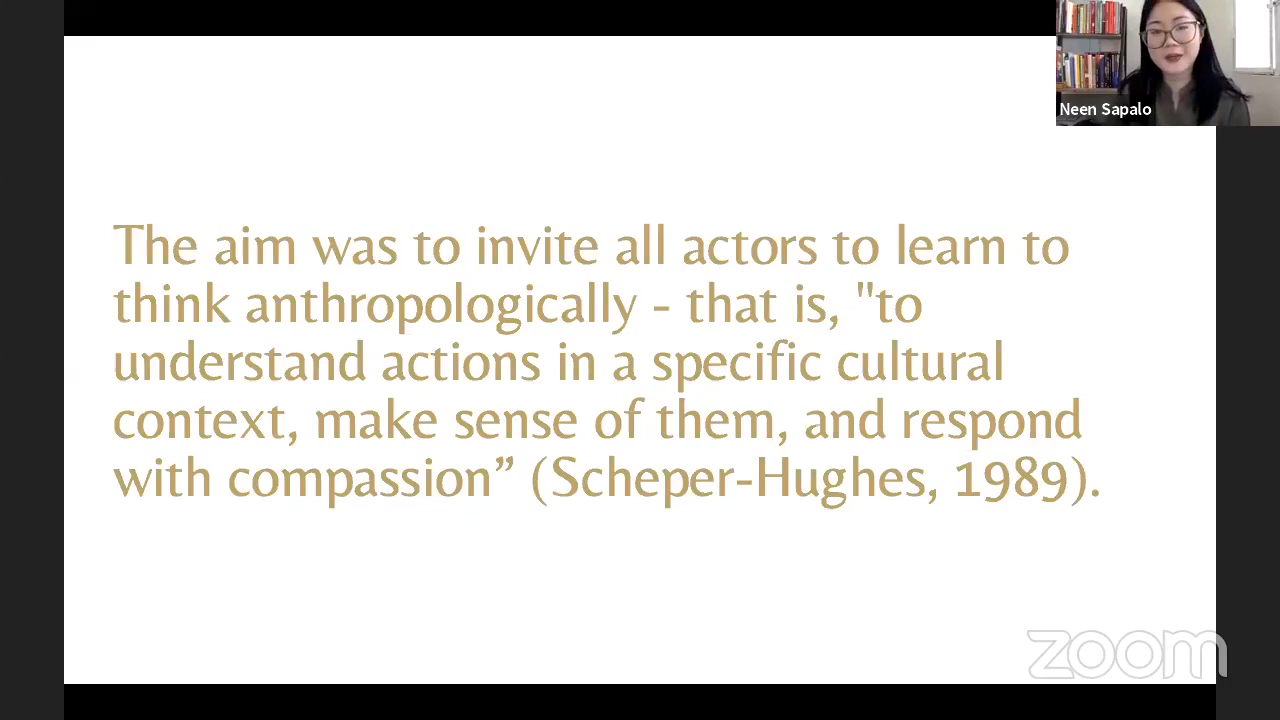 Neen Sapalo
The aim was to invite all actors to learn to
think anthropologically - that is, "to
understand actions in a specific cultural
context, make sense of them, and respond
with compassion” (Scheper-Hughes, 1989).
zoom